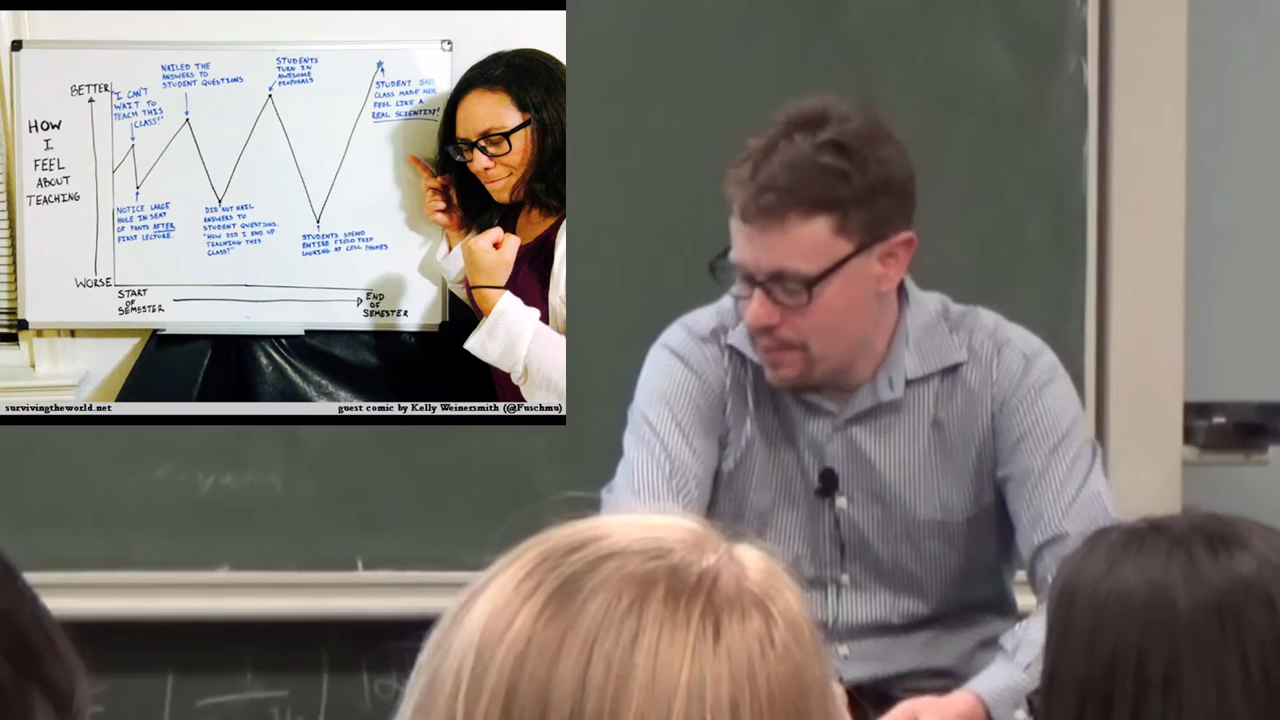 HOW
I
FEEL
ABOUT
TEACHING
BETTER
WORSE
"I CAN'T
WAIT TO
TEACH THIS
CLASS!"
NOTICE LARGE
HOLE IN SEAT
OF PANTS AFTER
FIRST LECTURE.
NAILED THE
ANSWERS TO
STUDENT QUESTIONS
DID NOT NAIL
ANSWERS TO
STUDENT QUESTIONS.
"HOW DID I END UP
TEACHING THIS
CLASS!"
STUDENTS
TURN IN
AWESOME
PROPOSALS
STUDENTS SPEND
ENTIRE FIELD TRIP
LOOKING AT CELL PHONES
STUDENT SAYS
CLASS MADE HER
FEEL LIKE A
REAL SCIENTIST!
START
OF
SEMESTER
END
OF
SEMESTER
survivingtheworld.net
guest comic by Kelly Weinersmith (@Fuschmu)